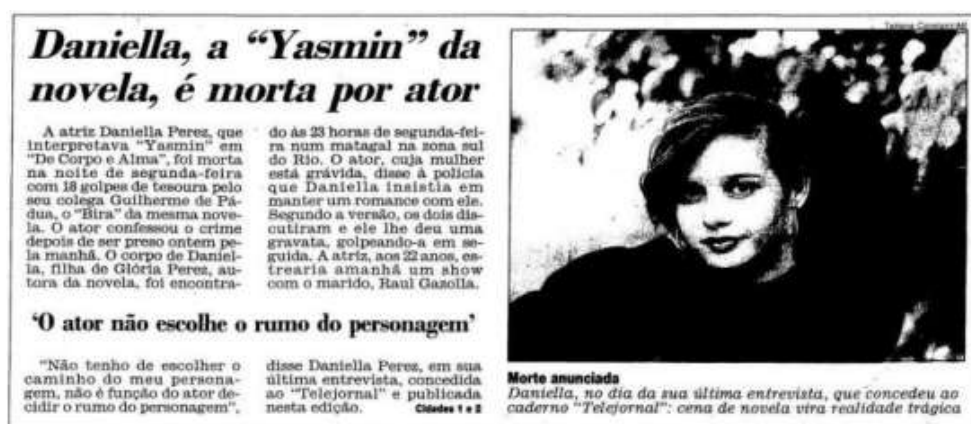 Daniella, a “Yasmin” da
novela, é morta por ator
A atriz Daniella Perez, que
interpretava “Yasmin” em
“De Corpo e Alma”, foi morta
na noite de segunda-feira
com 18 golpes de tesoura pelo
seu colega Guilherme de Pá-
dua, o “Bira” da mesma nove-
la. O ator confessou o crime
depois de ser preso ontem pe-
la manhã. O corpo de Daniel-
la, filha de Glória Perez, au-
tora da novela, foi encontra-
do às 23 horas de segunda-fei-
ra num matagal na zona sul
do Rio. O ator, cuja mulher
está grávida, disse à polícia
que Daniella insistia em
manter um romance com ele.
Segundo a versão, os dois dis-
cutiram e ele lhe deu uma
gravata, golpeando-a em se-
guida. A atriz, aos 22 anos, es-
trearia amanhã um show
com o marido, Raul Gazolla.
‘O ator não escolhe o rumo do personagem’
“Não tenho de escolher o
caminho do meu persona-
gem, não é função do ator de-
cidir o rumo do personagem”,
disse Daniella Perez, em sua
última entrevista, concedida
ao “Telejornal” e publicada
nesta edição. Cidades 1 e 3
Morte anunciada
Daniella, no dia da sua última entrevista, que concedeu ao
caderno “Telejornal”: cena de novela vira realidade trágica